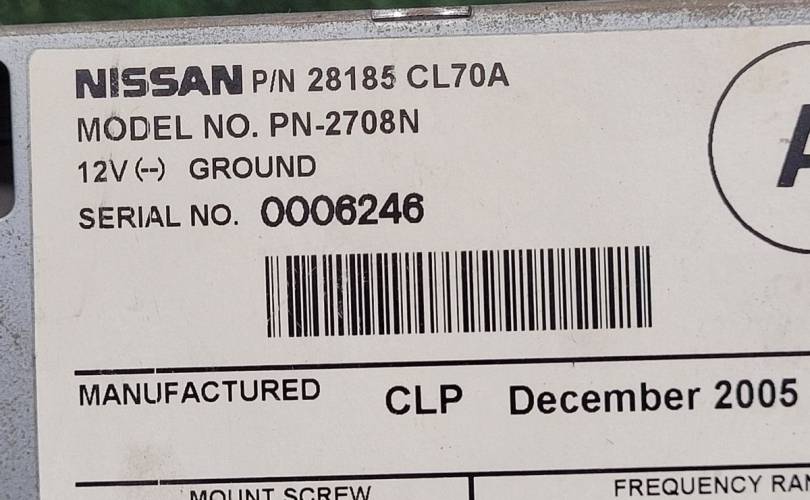 NISSAN P/N 28185 CL70A
MODEL NO. PN-2708N
12V (--) GROUND
SERIAL NO. 0006246
A
MANUFACTURED CLP December 2005
MOUNT SCREW
FREQUENCY